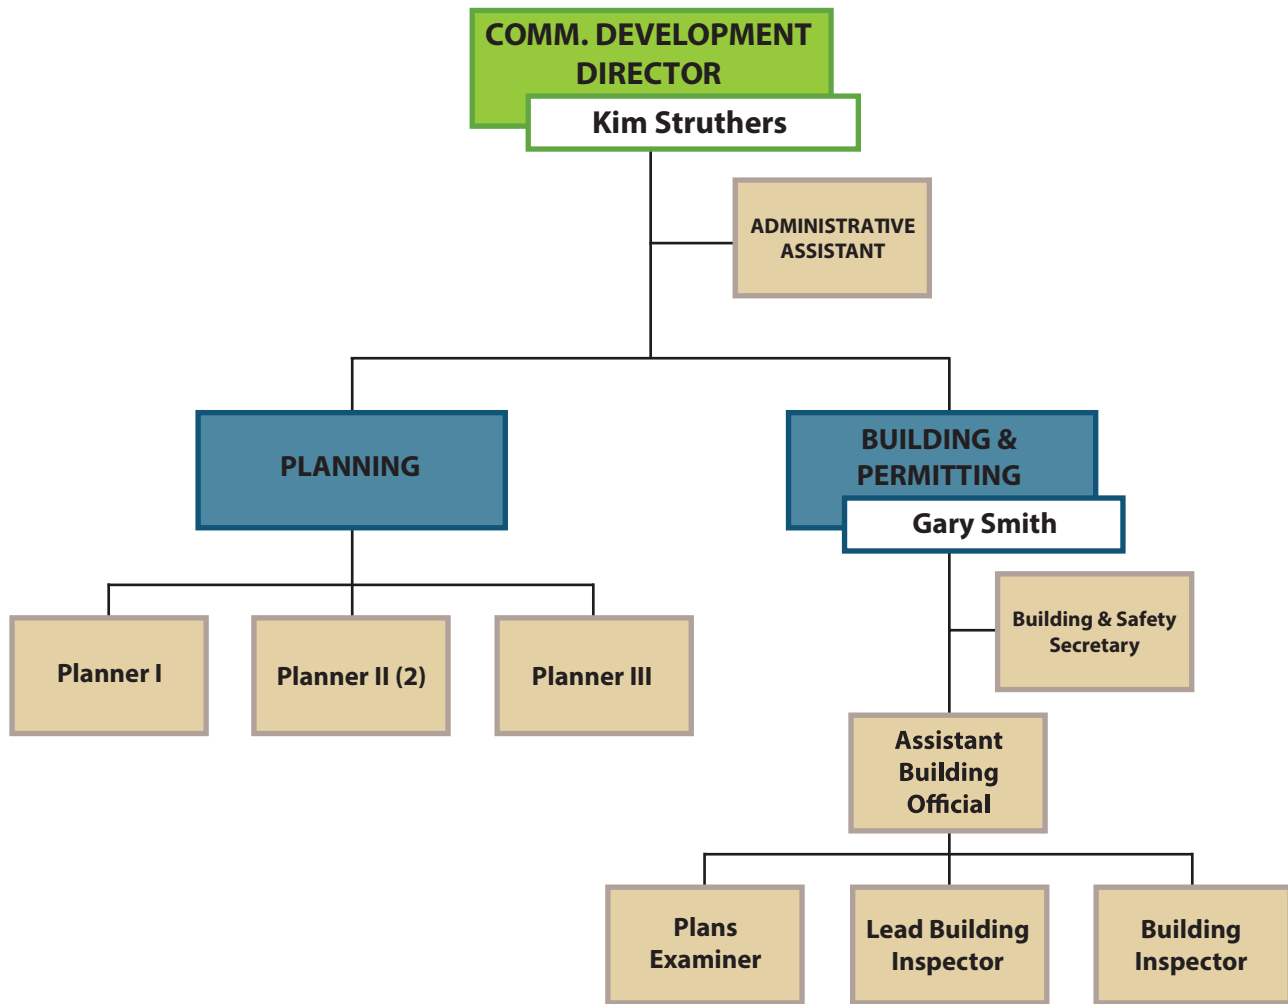 COMM. DEVELOPMENT
DIRECTOR
Kim Struthers
ADMINISTRATIVE
ASSISTANT
PLANNING
BUILDING &
PERMITTING
Gary Smith
Planner I
Planner II (2)
Planner III
Building & Safety
Secretary
Assistant
Building
Official
Plans
Examiner
Lead Building
Inspector
Building
Inspector